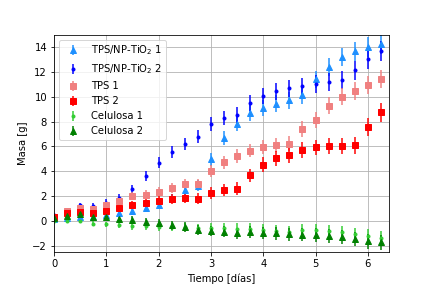 TPS/NP-TiO₂ 1
TPS/NP-TiO₂ 2
TPS 1
TPS 2
Celulosa 1
Celulosa 2
14
12
10
8
6
4
2
0
−2
Masa [g]
0 1 2 3 4 5 6
Tiempo [días]